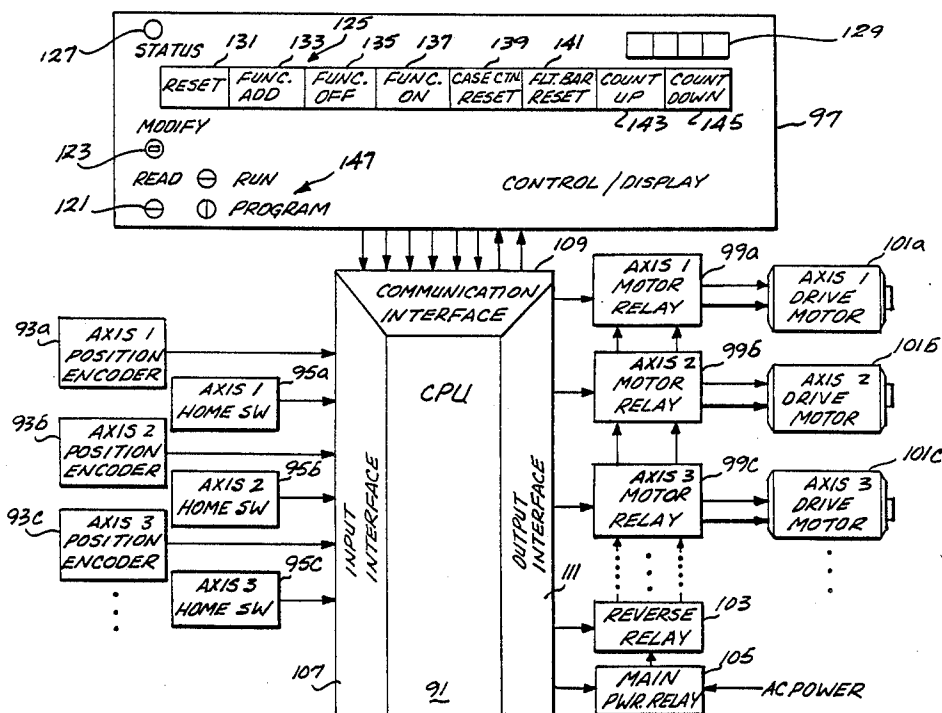 127
STATUS
131
133
125
135
137
139
141
129
RESET
FUNC.
ADD
FUNC.
OFF
FUNC.
ON
CASE CTN.
RESET
FLT. BAR
RESET
COUNT
UP
COUNT
DOWN
143
145
97
MODIFY
123
READ
RUN
147
121
PROGRAM
CONTROL / DISPLAY
109
COMMUNICATION
INTERFACE
93a
AXIS 1
POSITION
ENCODER
95a
AXIS 1
HOME SW
93b
AXIS 2
POSITION
ENCODER
95b
AXIS 2
HOME SW
93c
AXIS 3
POSITION
ENCODER
95c
AXIS 3
HOME SW
INPUT
INTERFACE
107
CPU
91
OUTPUT
INTERFACE
111
AXIS 1
MOTOR
RELAY
99a
AXIS 1
DRIVE
MOTOR
101a
AXIS 2
MOTOR
RELAY
99b
AXIS 2
DRIVE
MOTOR
101b
AXIS 3
MOTOR
RELAY
99c
AXIS 3
DRIVE
MOTOR
101c
REVERSE
RELAY
103
MAIN
PWR. RELAY
105
AC POWER